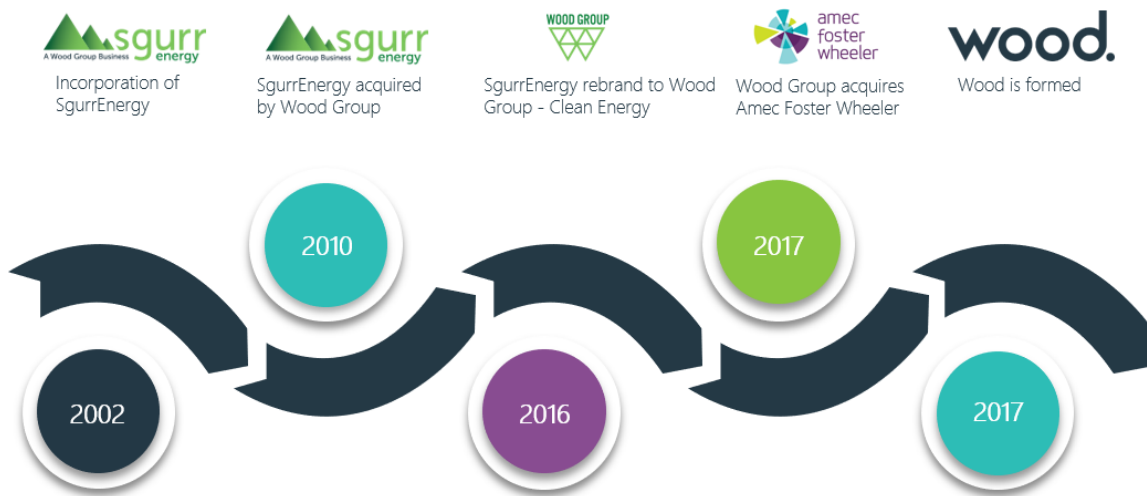 sgurr
energy
A Wood Group Business
Incorporation of
SgurrEnergy
sgurr
energy
A Wood Group Business
SgurrEnergy acquired
by Wood Group
WOOD GROUP
SgurrEnergy rebrand to Wood
Group - Clean Energy
amec
foster
wheeler
Wood Group acquires
Amec Foster Wheeler
wood.
Wood is formed
2002
2010
2016
2017
2017